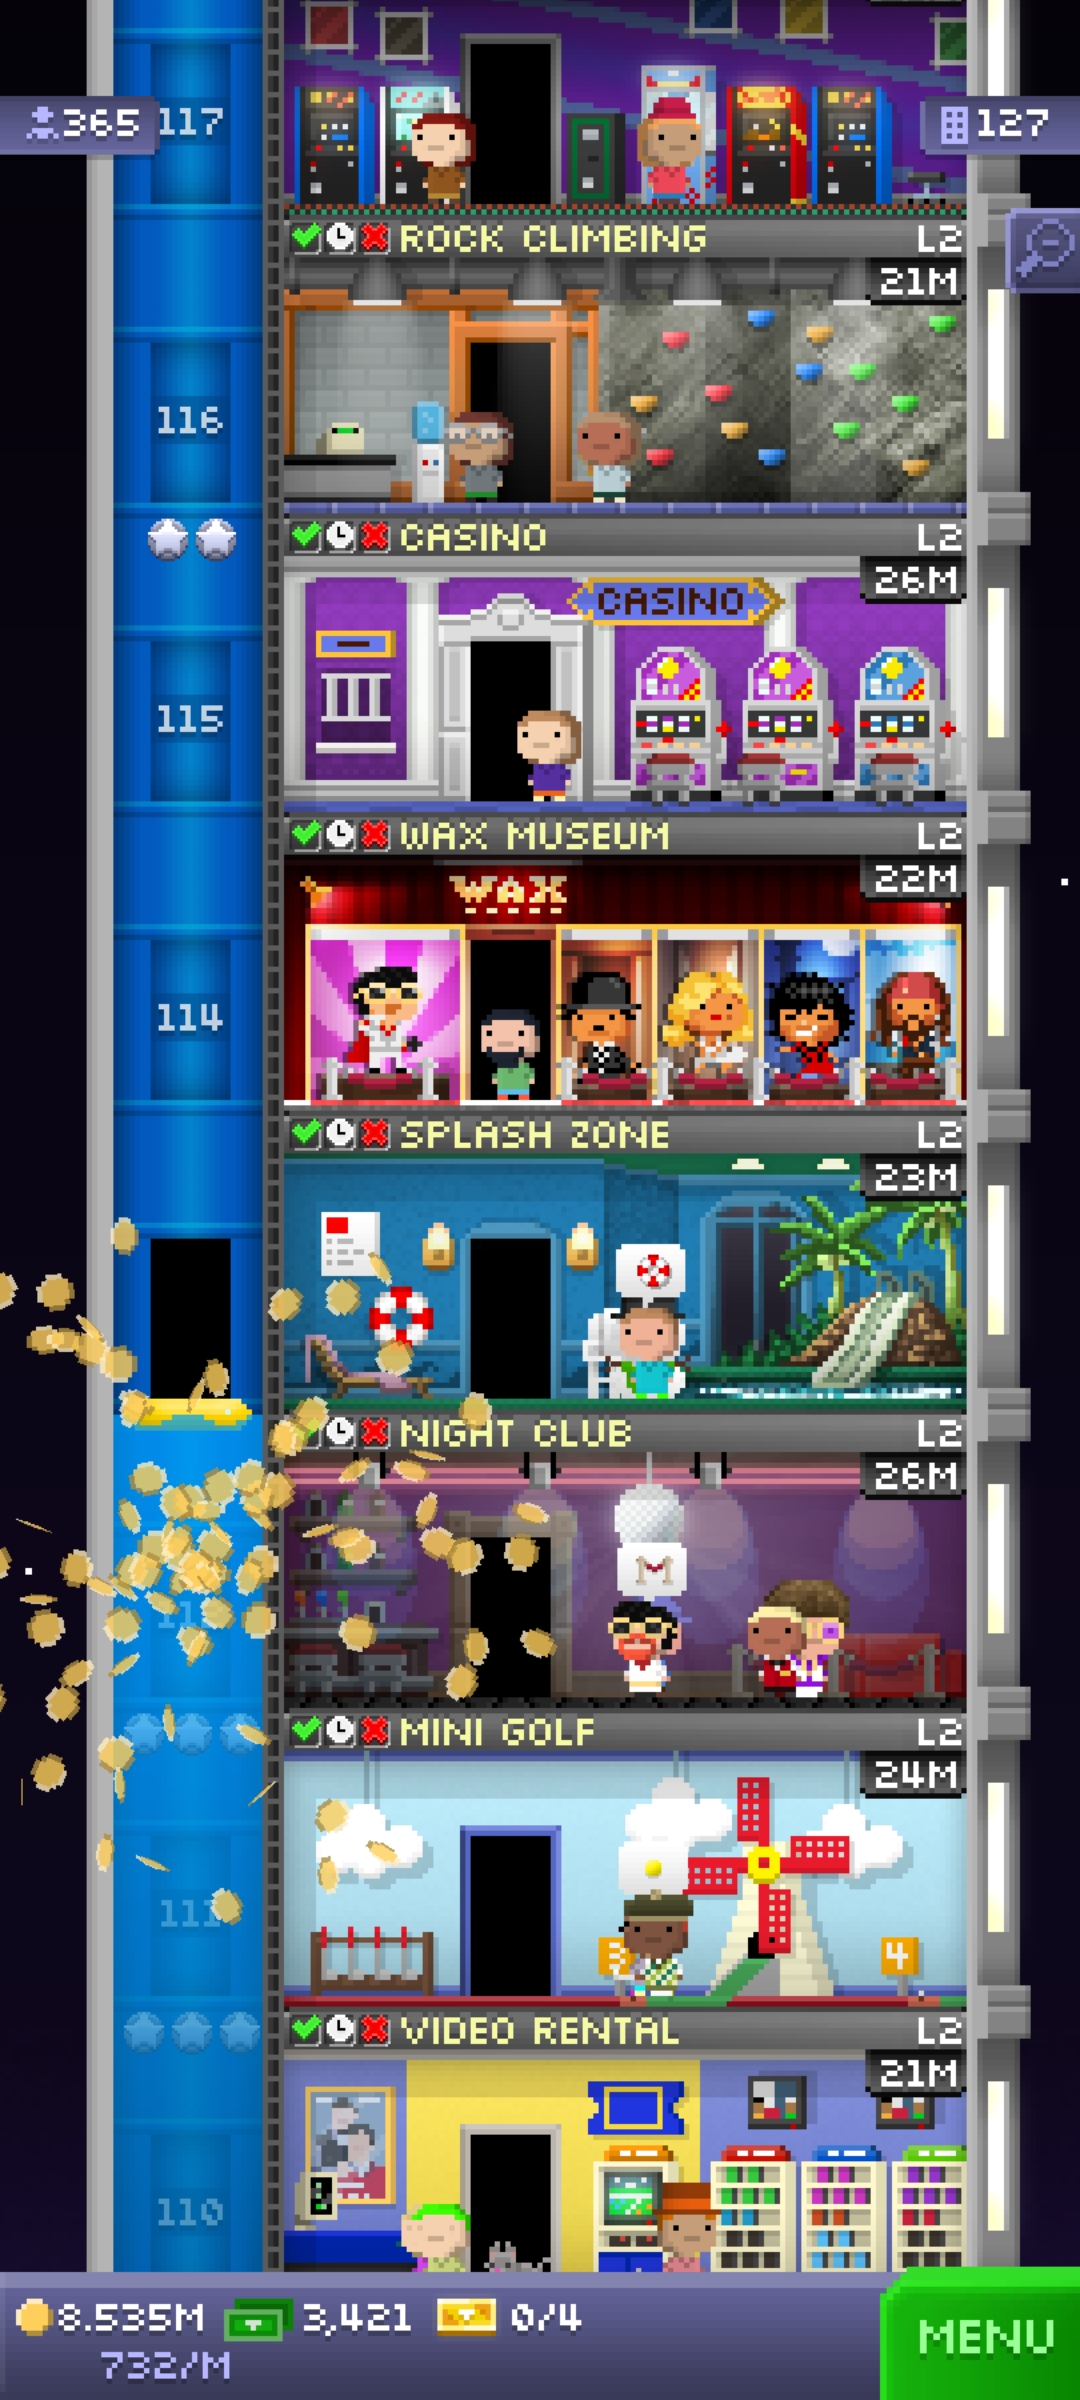 365
117
127
ROCK CLIMBING L2
21M
116
CASINO L2
26M
CASINO
115
WAX MUSEUM L2
22M
WAX
114
SPLASH ZONE L2
23M
NIGHT CLUB L2
26M
MINI GOLF L2
24M
111
3
4
VIDEO RENTAL L2
21M
110
8.535M 3,421 0/4
732/M
MENU